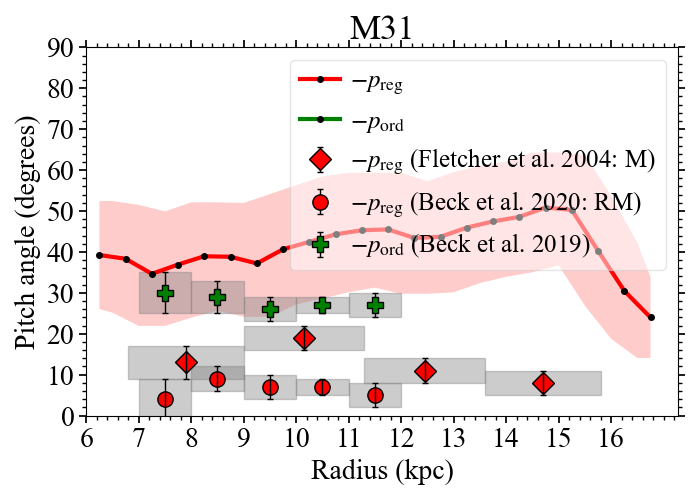 M31
90
80
70
60
50
40
30
20
10
0
Pitch angle (degrees)
−p_reg
−p_ord
−p_reg (Fletcher et al. 2004: M)
−p_reg (Beck et al. 2020: RM)
−p_ord (Beck et al. 2019)
6 7 8 9 10 11 12 13 14 15 16
Radius (kpc)